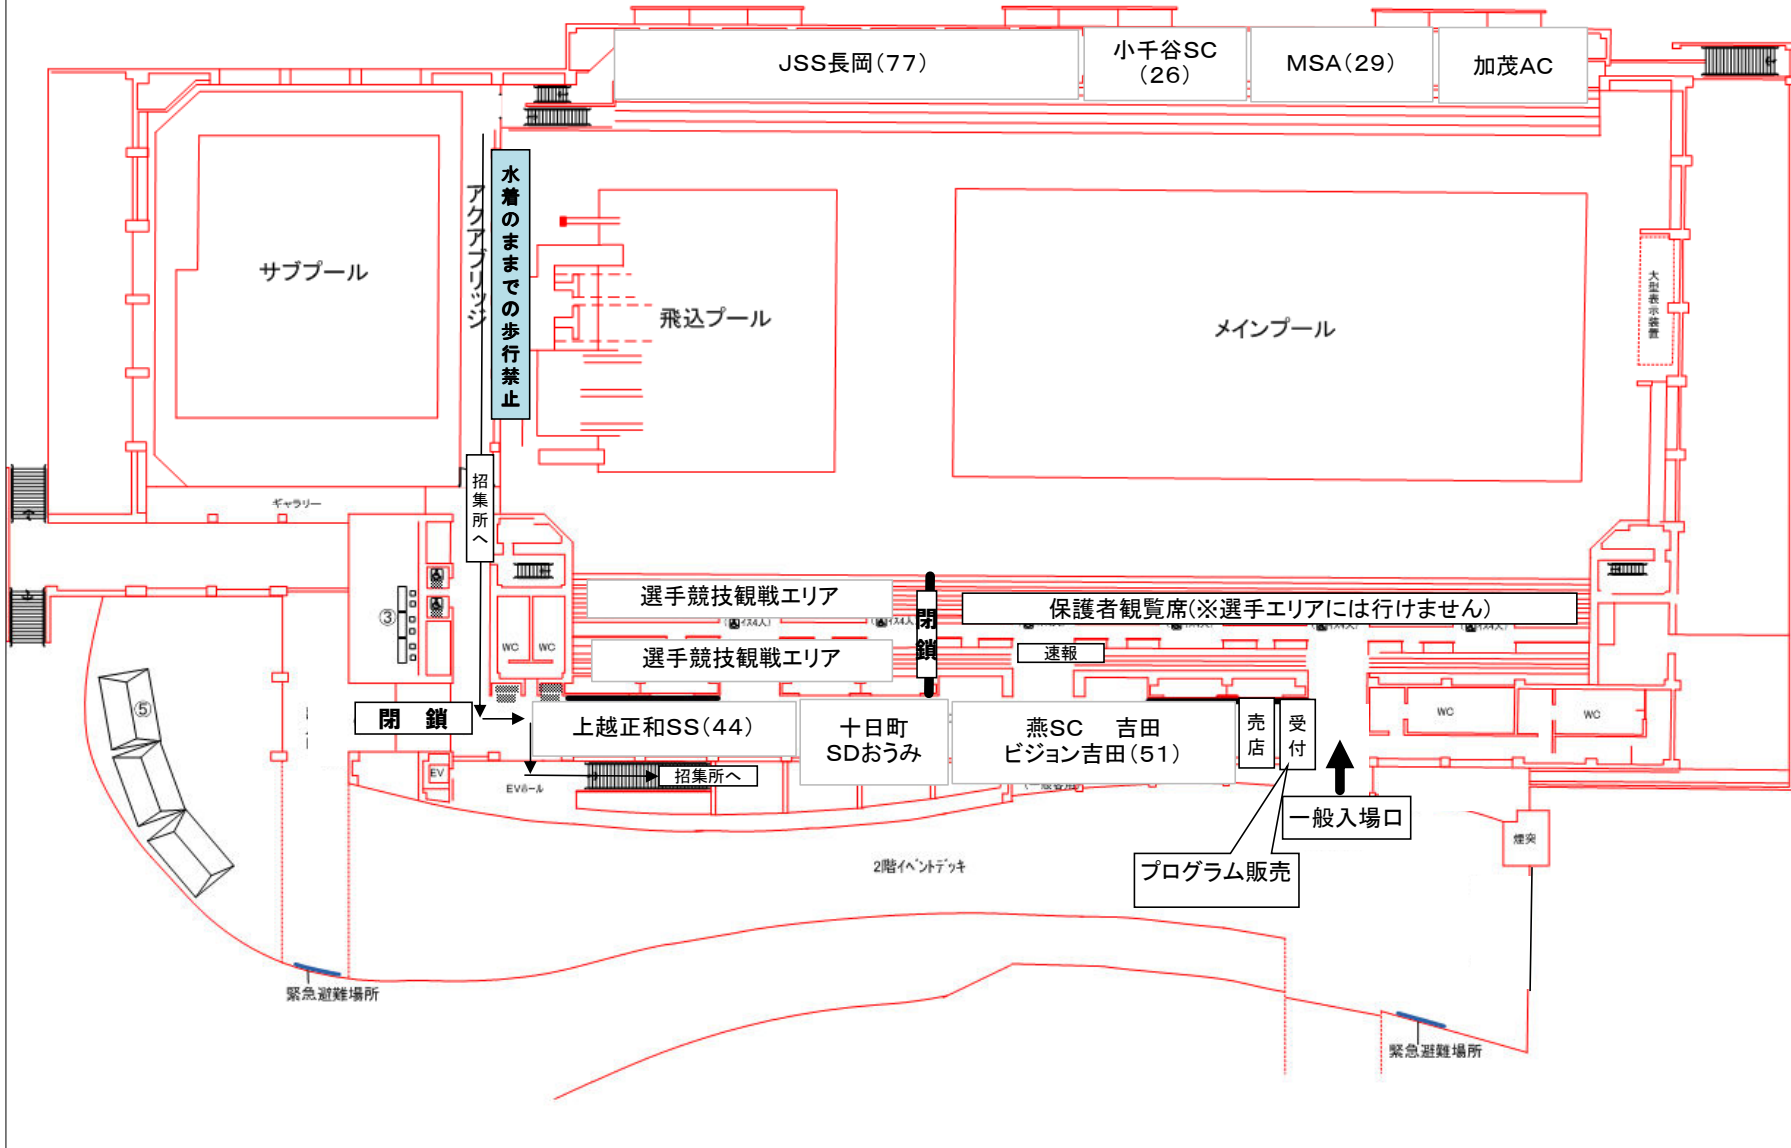 JSS長岡(77)
小千谷SC
(26)
MSA(29)
加茂AC
水着のままでの歩行禁止
アクアブリッジ
サブプール
飛込プール
メインプール
大型表示装置
招集所へ
ギャラリー
③
選手競技観戦エリア
閉鎖
保護者観覧席(※選手エリアには行けません)
WC
WC
選手競技観戦エリア
速報
⑤
閉 鎖
上越正和SS(44)
十日町
SDおうみ
燕SC 吉田
ビジョン吉田(51)
売店
受付
WC
WC
EV
EVホール
招集所へ
一般入場口
プログラム販売
煙突
2階イベントデッキ
緊急避難場所
緊急避難場所